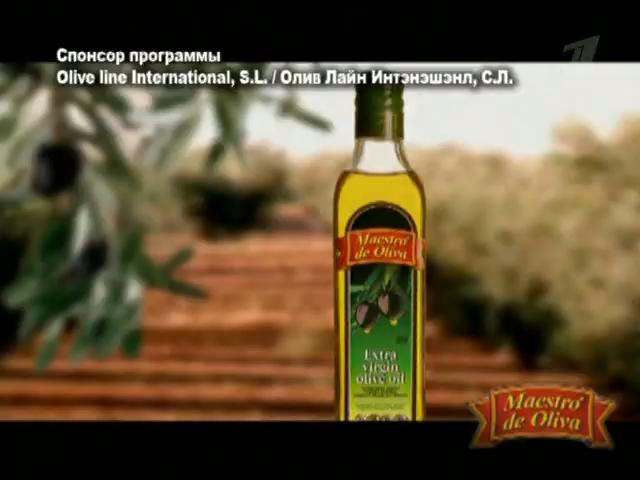 Спонсор программы
Olive line International, S.L. / Олив Лайн Интэнэшэнл, С.Л.
Maestro
de Oliva
Extra
virgin
olive oil
Maestro
de Oliva